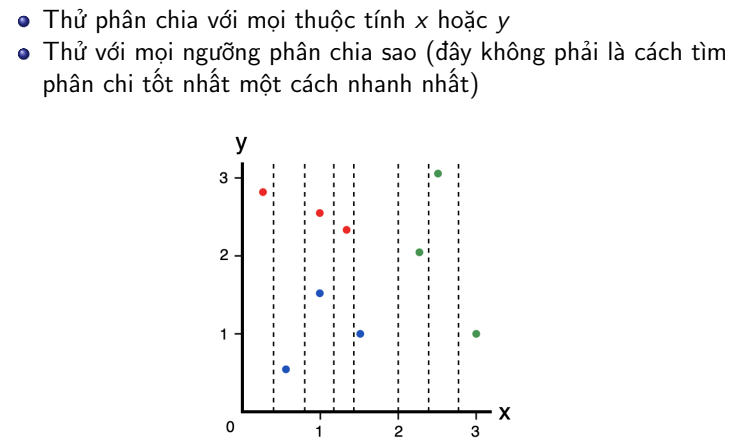 Thử phân chia với mọi thuộc tính x hoặc y
Thử với mọi ngưỡng phân chia sao (đây không phải là cách tìm
phân chi tốt nhất một cách nhanh nhất)
y
3
2
1
0
1
2
3
x